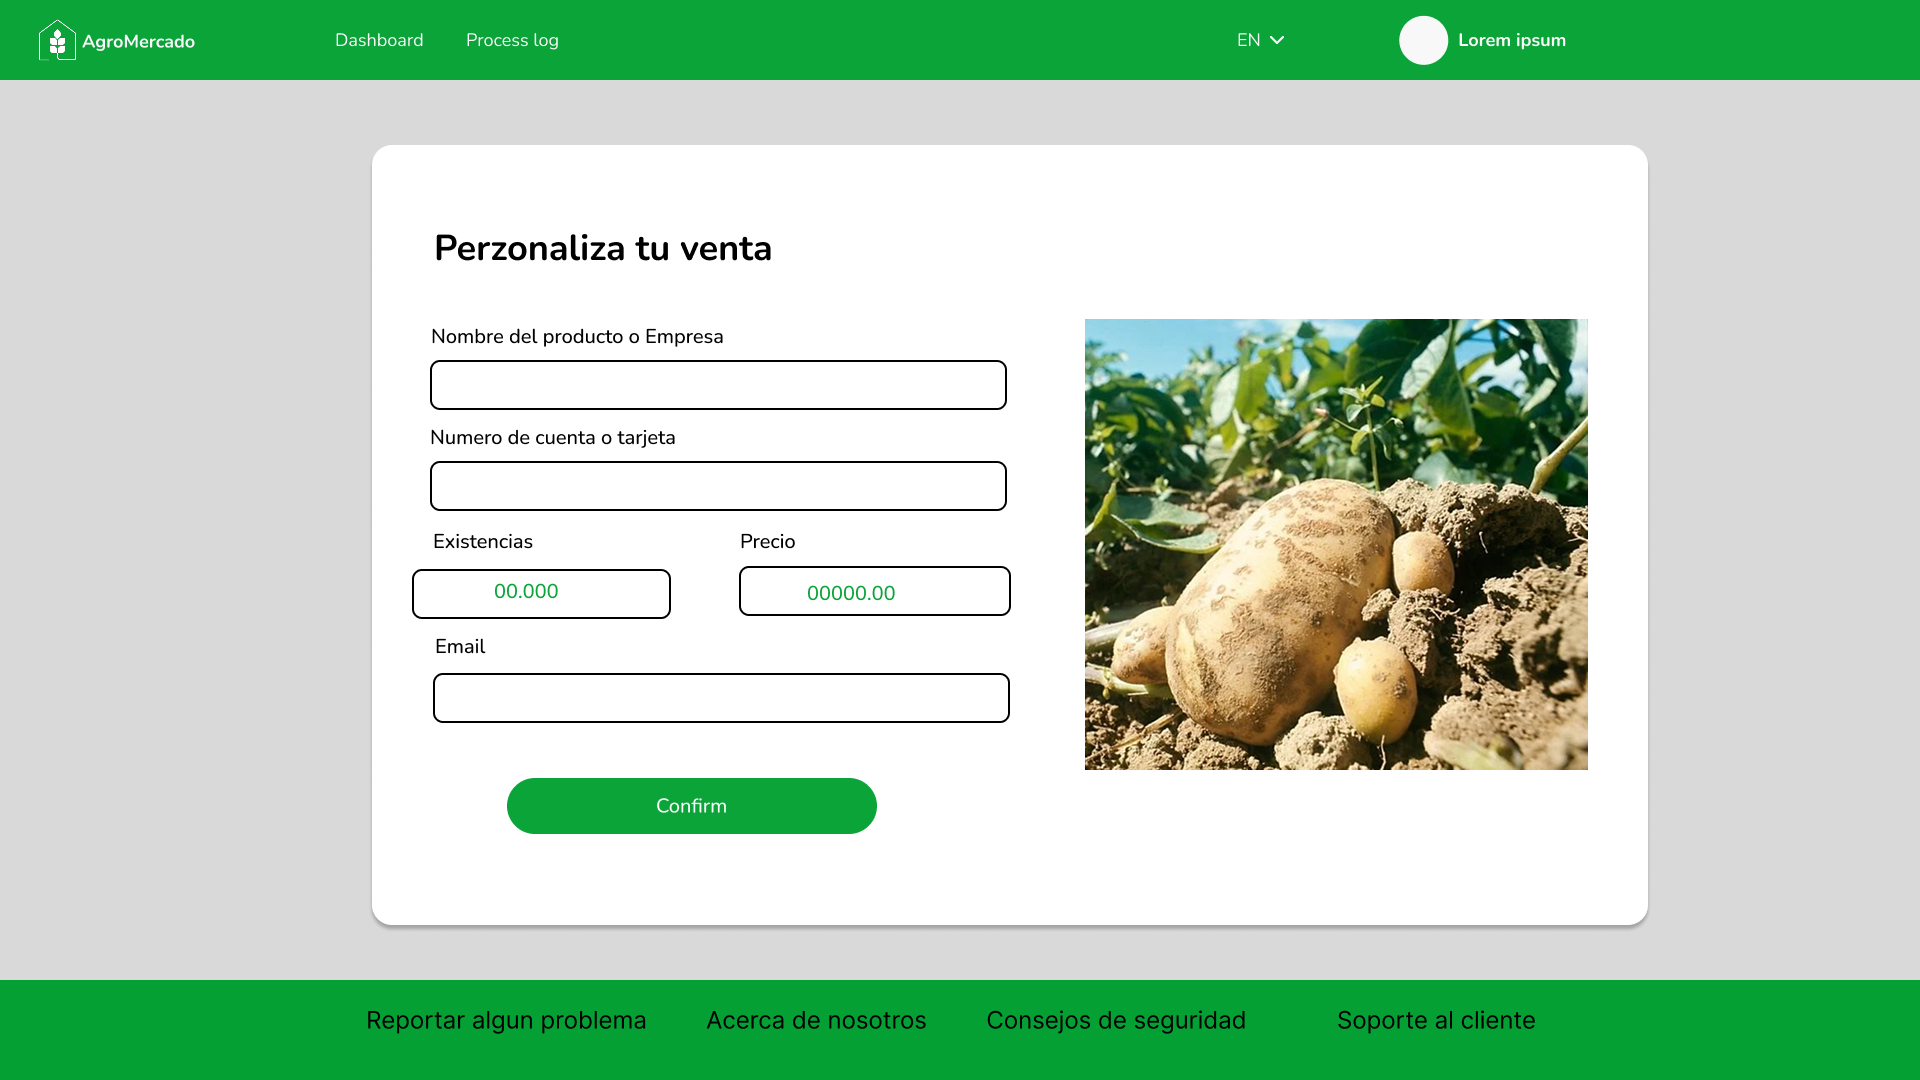 AgroMercado
Dashboard
Process log
EN
Lorem ipsum
Perzonaliza tu venta
Nombre del producto o Empresa
Numero de cuenta o tarjeta
Existencias
Precio
00.000
00000.00
Email
Confirm
Reportar algun problema
Acerca de nosotros
Consejos de seguridad
Soporte al cliente